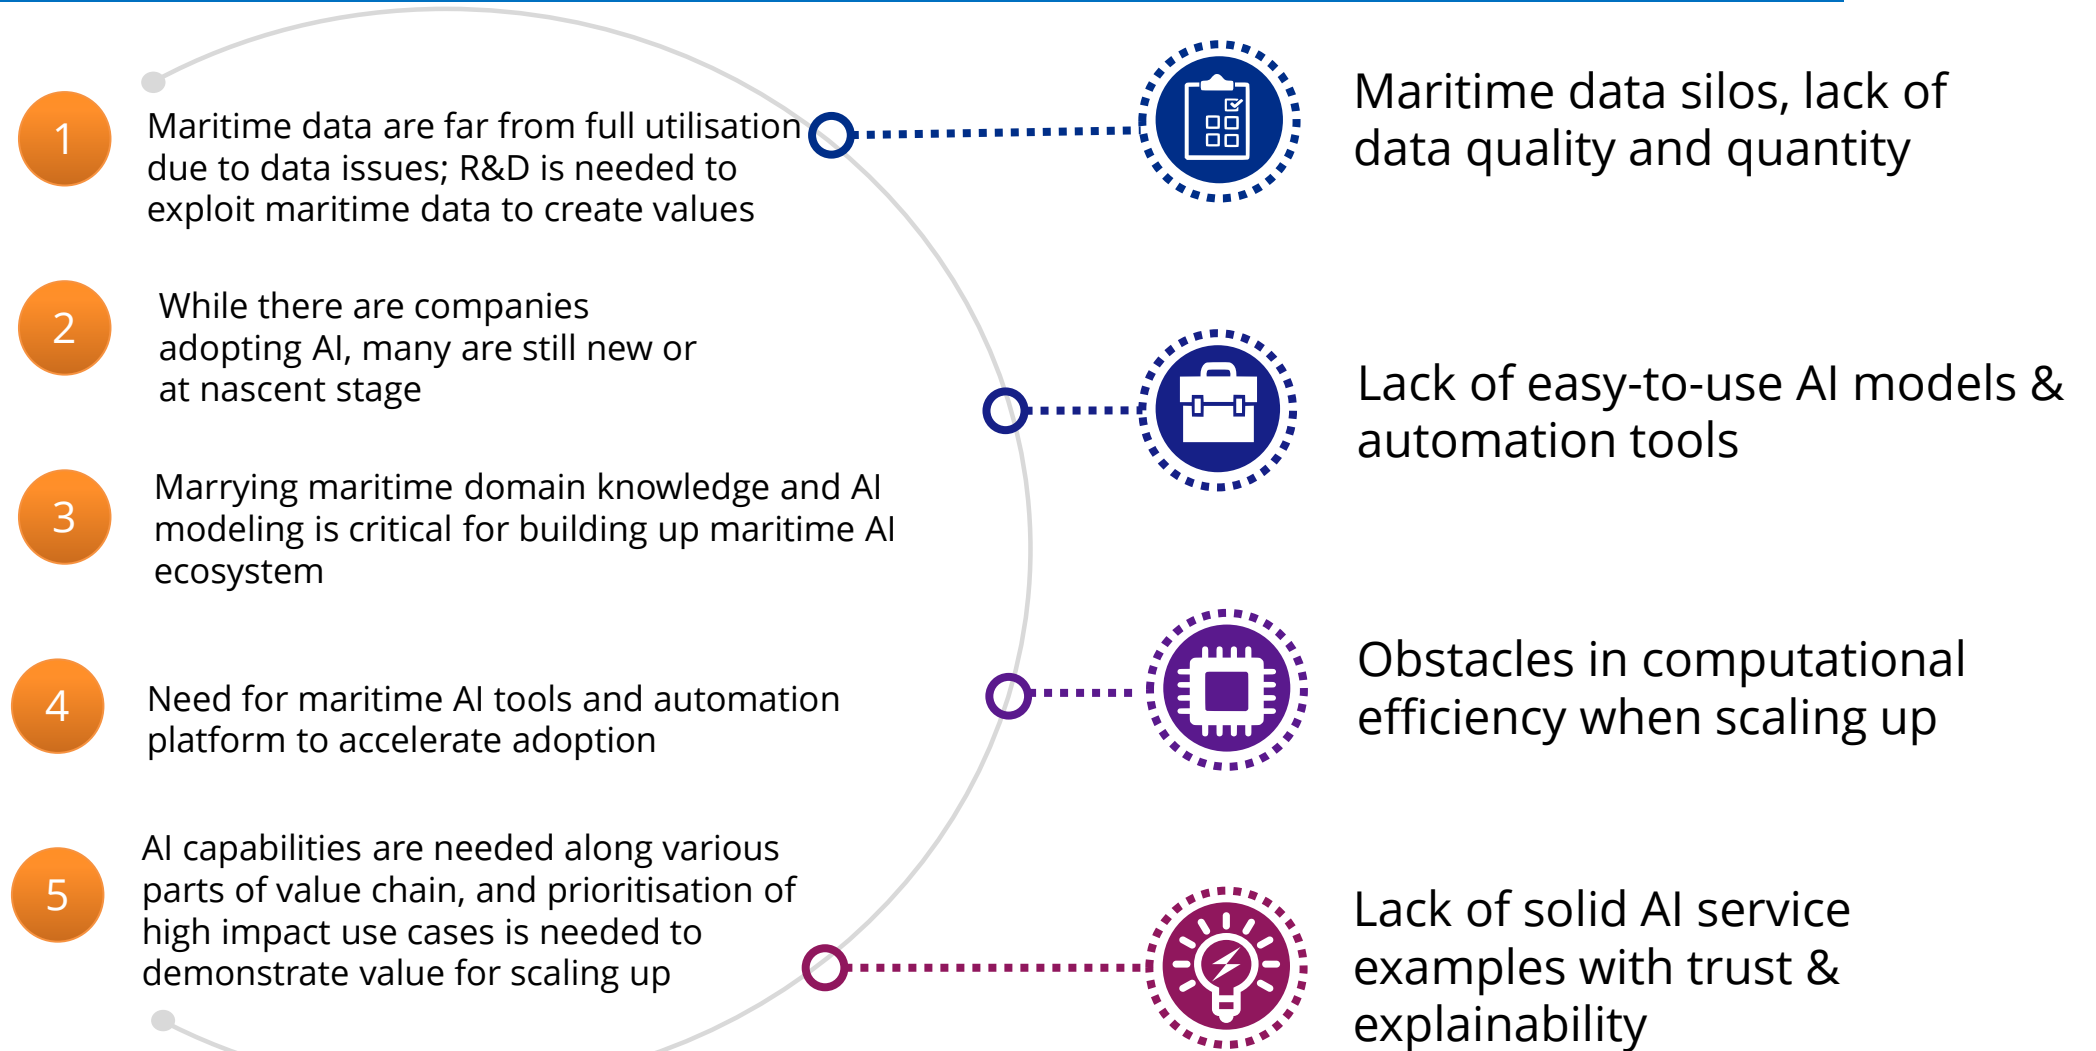 1
Maritime data are far from full utilisation
due to data issues; R&D is needed to
exploit maritime data to create values
2
While there are companies
adopting AI, many are still new or
at nascent stage
3
Marrying maritime domain knowledge and AI
modeling is critical for building up maritime AI
ecosystem
4
Need for maritime AI tools and automation
platform to accelerate adoption
5
AI capabilities are needed along various
parts of value chain, and prioritisation of
high impact use cases is needed to
demonstrate value for scaling up
Maritime data silos, lack of
data quality and quantity
Lack of easy-to-use AI models &
automation tools
Obstacles in computational
efficiency when scaling up
Lack of solid AI service
examples with trust &
explainability